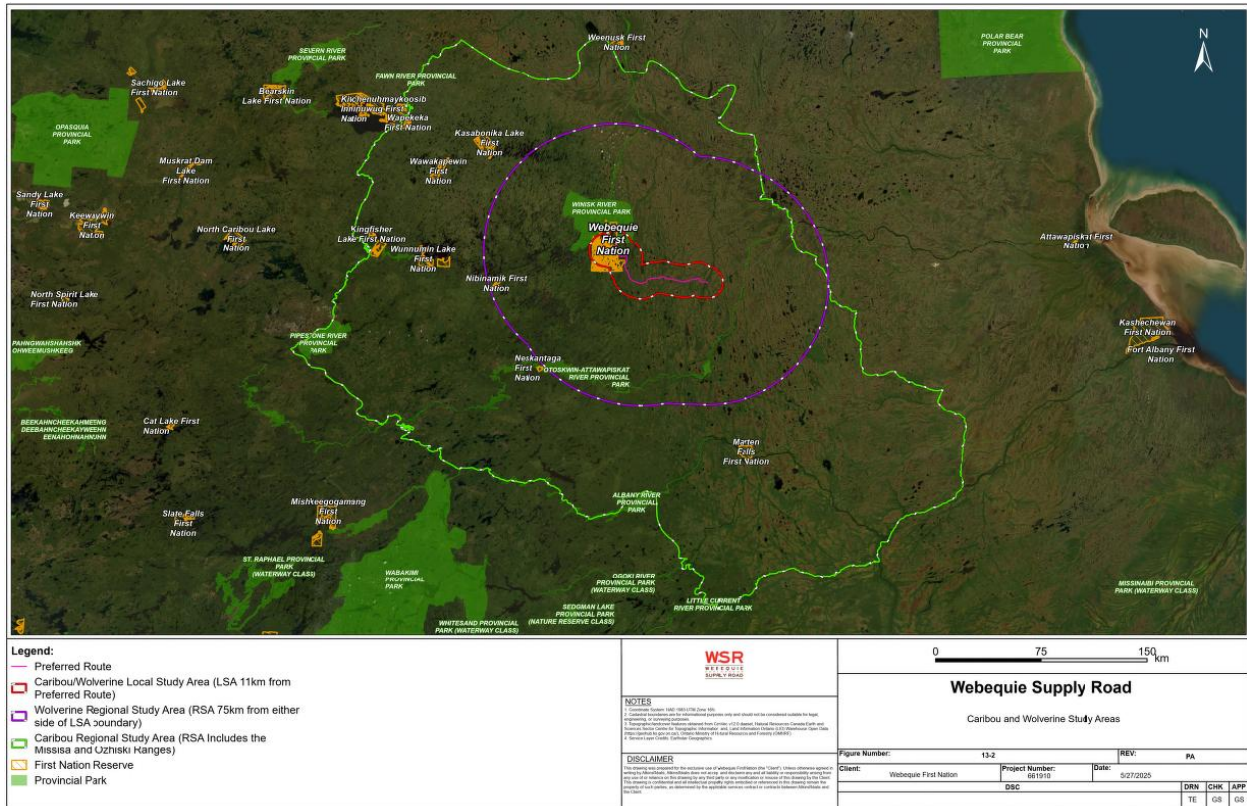 Weenusk First
Nation
POLAR BEAR
PROVINCIAL
PARK
N
SEVERN RIVER
PROVINCIAL PARK
FAWN RIVER PROVINCIAL
PARK
Sachigo Lake
First Nation
Bearskin
Lake First Nation
Kitchenuhmaykoosib
Inninuwug First
Nation
Wapekeka
First Nation
OPASQUIA
PROVINCIAL
PARK
Kasabonika Lake
First
Nation
Muskrat Dam
Lake
First Nation
Wawakapewin
First
Nation
Sandy Lake
First
Nation
Keewaywin
First
Nation
WINISK RIVER
PROVINCIAL PARK
Webequie
First
Nation
North Caribou Lake
First
Nation
Kingfisher
Lake First Nation
Wunnumin Lake
First
Nation
Attawapiskat First
Nation
Nibinamik First
Nation
North Spirit Lake
First Nation
Kashechewan
First Nation
Fort Albany First
Nation
PIPESTONE RIVER
PROVINCIAL
PARK
PAHNGWAHSHAHSHK
OHWEEMUSHKEEG
Neskantaga
First
Nation
OTOSKWIN-ATTAWAPISKAT
RIVER PROVINCIAL
PARK
BEEKAHNCHEEKAHMEENG
DEEBAHNCHEEKAYWEEHN
EENAHOHNAHNUHN
Cat Lake First
Nation
Marten
Falls
First Nation
Slate Falls
First
Nation
Mishkeegogamang
First
Nation
ALBANY RIVER
PROVINCIAL
PARK
ST. RAPHAEL PROVINCIAL
PARK
(WATERWAY CLASS)
WABAKIMI
PROVINCIAL
PARK
OGOKI RIVER
PROVINCIAL PARK
(WATERWAY CLASS)
SEDGMAN LAKE
PROVINCIAL PARK
(NATURE RESERVE CLASS)
WHITESAND PROVINCIAL
PARK (WATERWAY CLASS)
LITTLE CURRENT
RIVER PROVINCIAL PARK
MISSINAIBI PROVINCIAL
PARK (WATERWAY CLASS)
Legend:
Preferred Route
Caribou/Wolverine Local Study Area (LSA 11km from
Preferred Route)
Wolverine Regional Study Area (RSA 75km from either
side of LSA boundary)
Caribou Regional Study Area (RSA Includes the
Missisa and Ozhiski Ranges)
First Nation Reserve
Provincial Park
WSR
WEBEQUIE
SUPPLY ROAD
NOTES
DISCLAIMER
0 75 150
km
Webequie Supply Road
Caribou and Wolverine Study Areas
Figure Number: 13-2 REV: PA
Client: Webequie First Nation Project Number: 661910 Date: 5/27/2025
DSC DRN CHK APP
TE GS GS